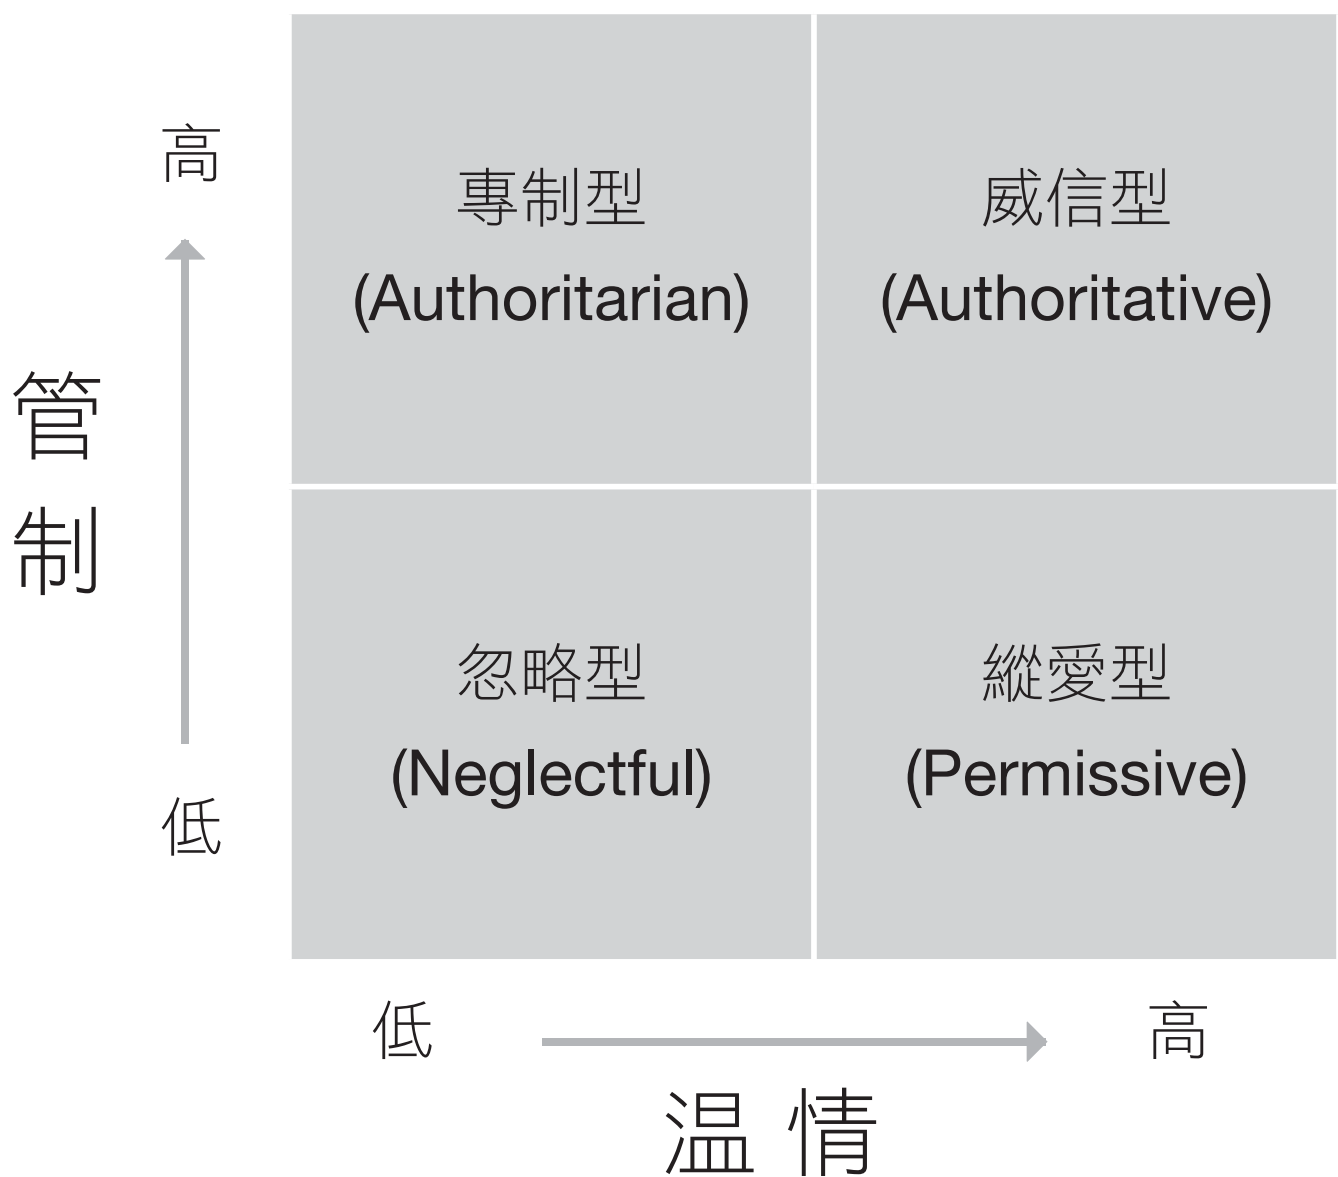 高
專制型
(Authoritarian)
威信型
(Authoritative)
管制
忽略型
(Neglectful)
縱愛型
(Permissive)
低
低
高
温情